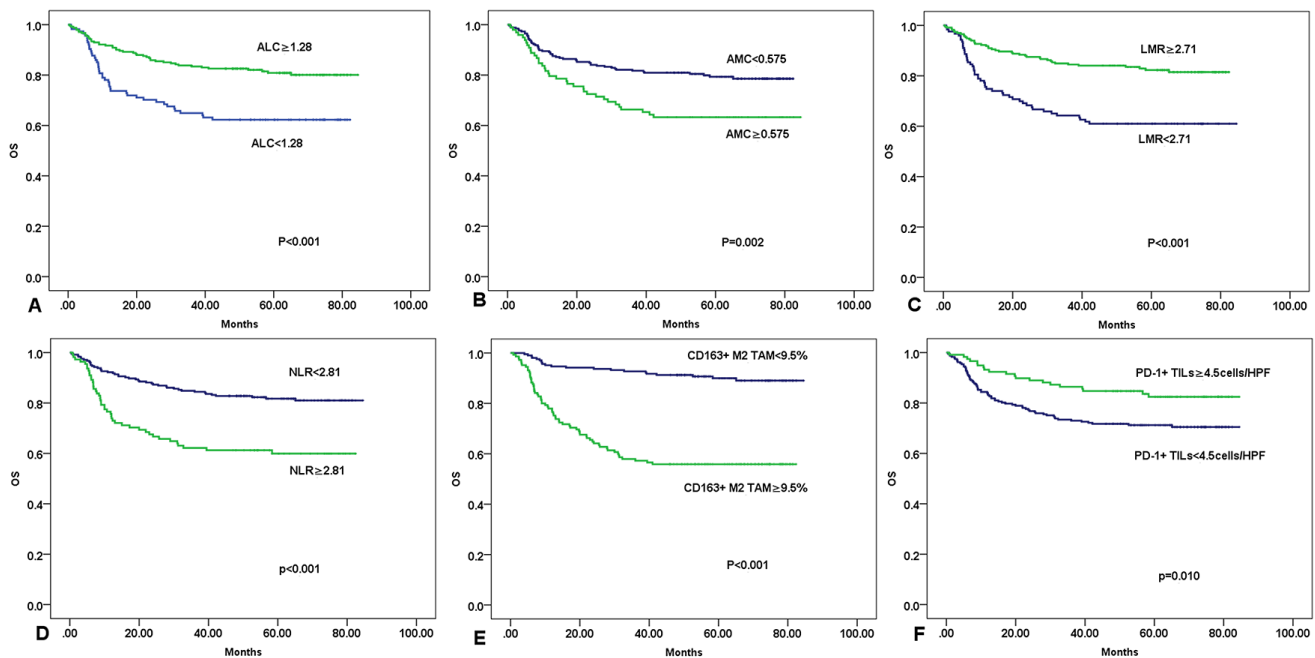 1.0
0.8
0.6
0.4
0.2
0.0
OS
ALC≥1.28
ALC<1.28
P<0.001
.00 20.00 40.00 60.00 80.00 100.00
Months
A
1.0
0.8
0.6
0.4
0.2
0.0
OS
AMC<0.575
AMC≥0.575
P=0.002
.00 20.00 40.00 60.00 80.00 100.00
Months
B
1.0
0.8
0.6
0.4
0.2
0.0
OS
LMR≥2.71
LMR<2.71
P<0.001
.00 20.00 40.00 60.00 80.00 100.00
Months
C
1.0
0.8
0.6
0.4
0.2
0.0
OS
NLR<2.81
NLR≥2.81
p<0.001
.00 20.00 40.00 60.00 80.00 100.00
Months
D
1.0
0.8
0.6
0.4
0.2
0.0
OS
CD163+ M2 TAM<9.5%
CD163+ M2 TAM≥9.5%
P<0.001
.00 20.00 40.00 60.00 80.00 100.00
Months
E
1.0
0.8
0.6
0.4
0.2
0.0
OS
PD-1+ TILs≥4.5cells/HPF
PD-1+ TILs<4.5cells/HPF
p=0.010
.00 20.00 40.00 60.00 80.00 100.00
Months
F